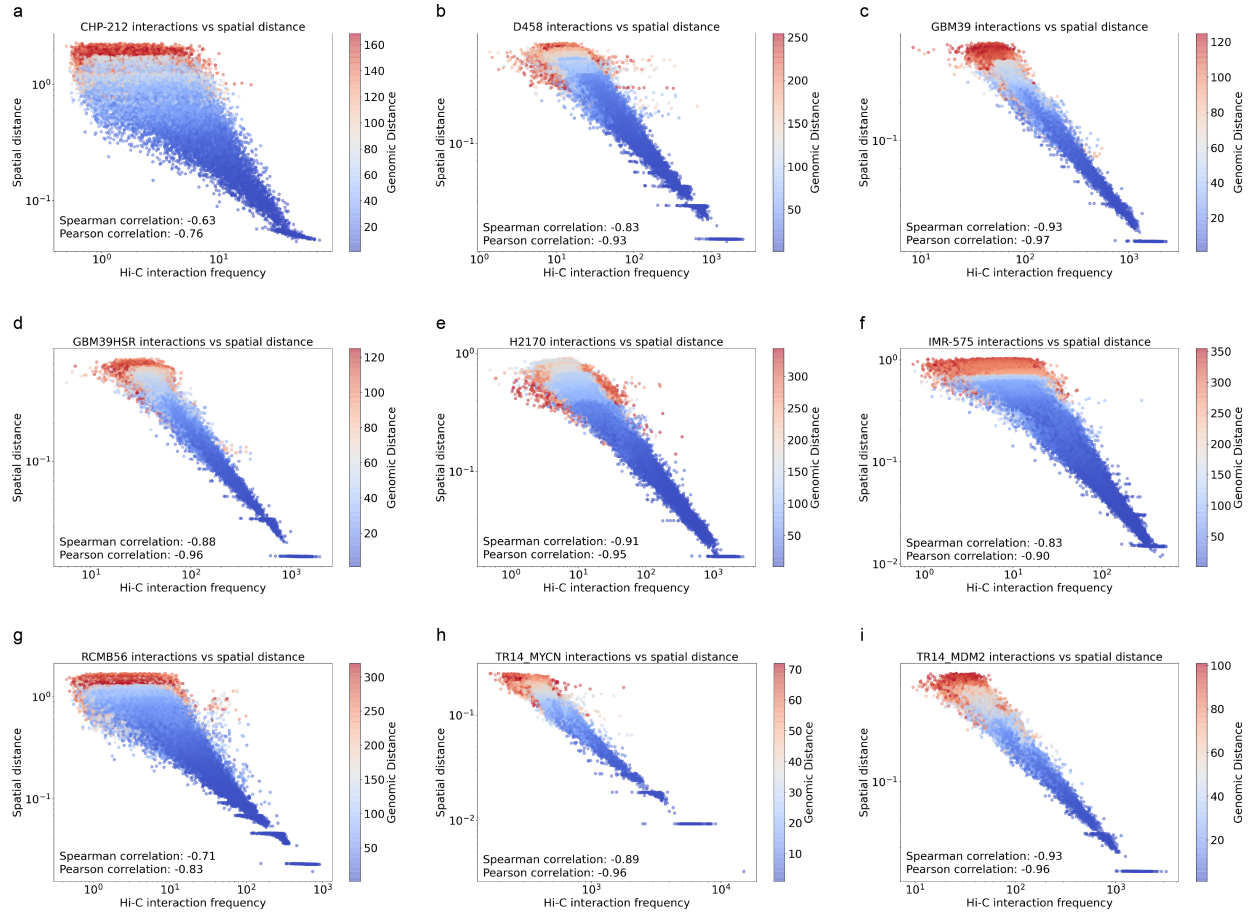 a
CHP-212 interactions vs spatial distance
10⁰
10⁻¹
Spatial distance
Spearman correlation: -0.63
Pearson correlation: -0.76
10⁰ 10¹
Hi-C interaction frequency
160
140
120
100
80
60
40
20
Genomic Distance
b
D458 interactions vs spatial distance
10⁻¹
Spatial distance
Spearman correlation: -0.83
Pearson correlation: -0.93
10⁰ 10¹ 10² 10³
Hi-C interaction frequency
250
200
150
100
50
Genomic Distance
c
GBM39 interactions vs spatial distance
10⁻¹
Spatial distance
Spearman correlation: -0.93
Pearson correlation: -0.97
10¹ 10² 10³
Hi-C interaction frequency
120
100
80
60
40
20
Genomic Distance
d
GBM39HSR interactions vs spatial distance
10⁻¹
Spatial distance
Spearman correlation: -0.88
Pearson correlation: -0.96
10¹ 10² 10³
Hi-C interaction frequency
120
100
80
60
40
20
Genomic Distance
e
H2170 interactions vs spatial distance
10⁰
10⁻¹
Spatial distance
Spearman correlation: -0.91
Pearson correlation: -0.95
10⁰ 10¹ 10² 10³
Hi-C interaction frequency
300
250
200
150
100
50
Genomic Distance
f
IMR-575 interactions vs spatial distance
10⁰
10⁻¹
10⁻²
Spatial distance
Spearman correlation: -0.83
Pearson correlation: -0.90
10⁰ 10¹ 10²
Hi-C interaction frequency
350
300
250
200
150
100
50
Genomic Distance
g
RCMB56 interactions vs spatial distance
10⁰
10⁻¹
Spatial distance
Spearman correlation: -0.71
Pearson correlation: -0.83
10⁰ 10¹ 10² 10³
Hi-C interaction frequency
300
250
200
150
100
50
Genomic Distance
h
TR14_MYCN interactions vs spatial distance
10⁻¹
10⁻²
Spatial distance
Spearman correlation: -0.89
Pearson correlation: -0.96
10³ 10⁴
Hi-C interaction frequency
70
60
50
40
30
20
10
Genomic Distance
i
TR14_MDM2 interactions vs spatial distance
10⁻¹
Spatial distance
Spearman correlation: -0.93
Pearson correlation: -0.96
10¹ 10² 10³
Hi-C interaction frequency
100
80
60
40
20
Genomic Distance